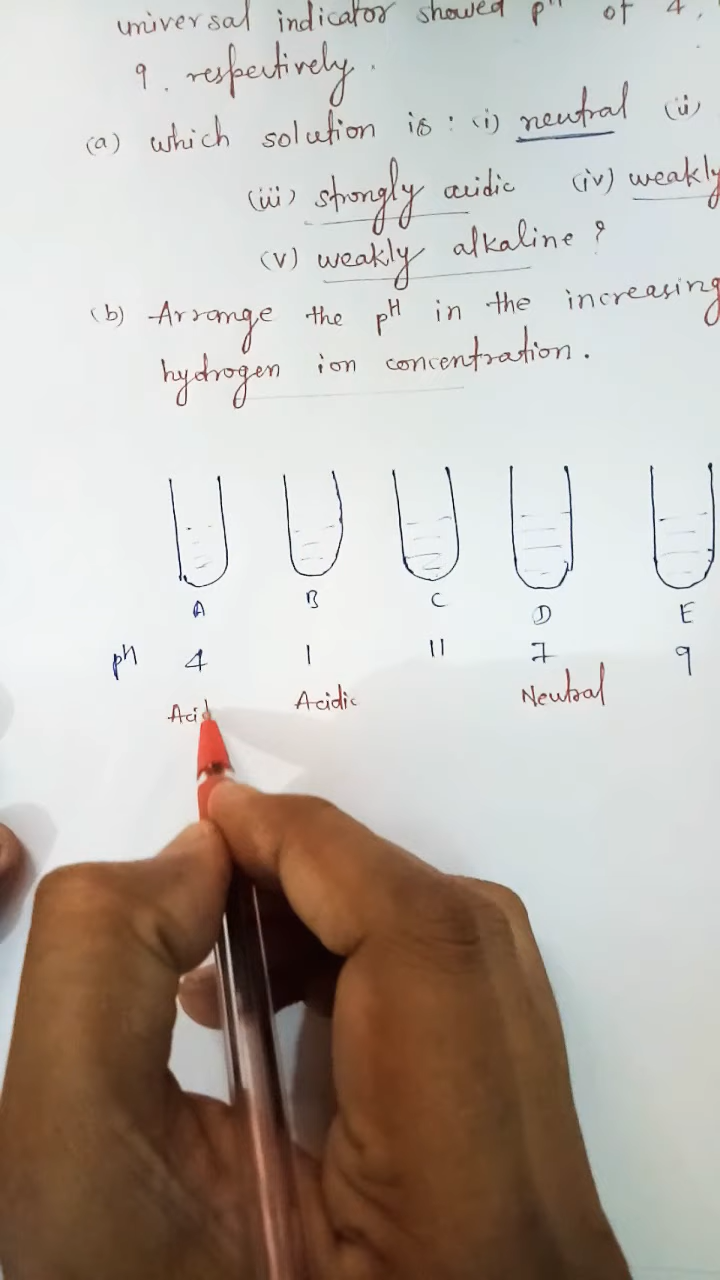 universal indicator showed pH of 4,
9. respectively.
(a) which solution is : (i) neutral (ii)
(iii) strongly acidic (iv) weakly
(v) weakly alkaline ?
(b) Arrange the pH in the increasing
hydrogen ion concentration.
A B C D E
pH 4 1 11 7 9
Acid Acidic Neutral